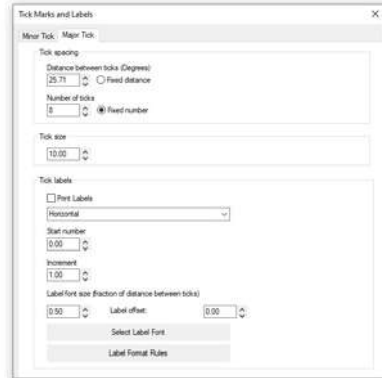 Tick Marks and Labels
Minor Tick Major Tick
Tick spacing
Distance between ticks (Degrees)
25.71 Fixed distance
Number of ticks
8 Fixed number
Tick size
10.00
Tick labels
Print Labels
Horizontal
Start number
0.00
Increment
1.00
Label font size (fraction of distance between ticks)
0.50 Label offset: 0.00
Select Label Font
Label Format Rules